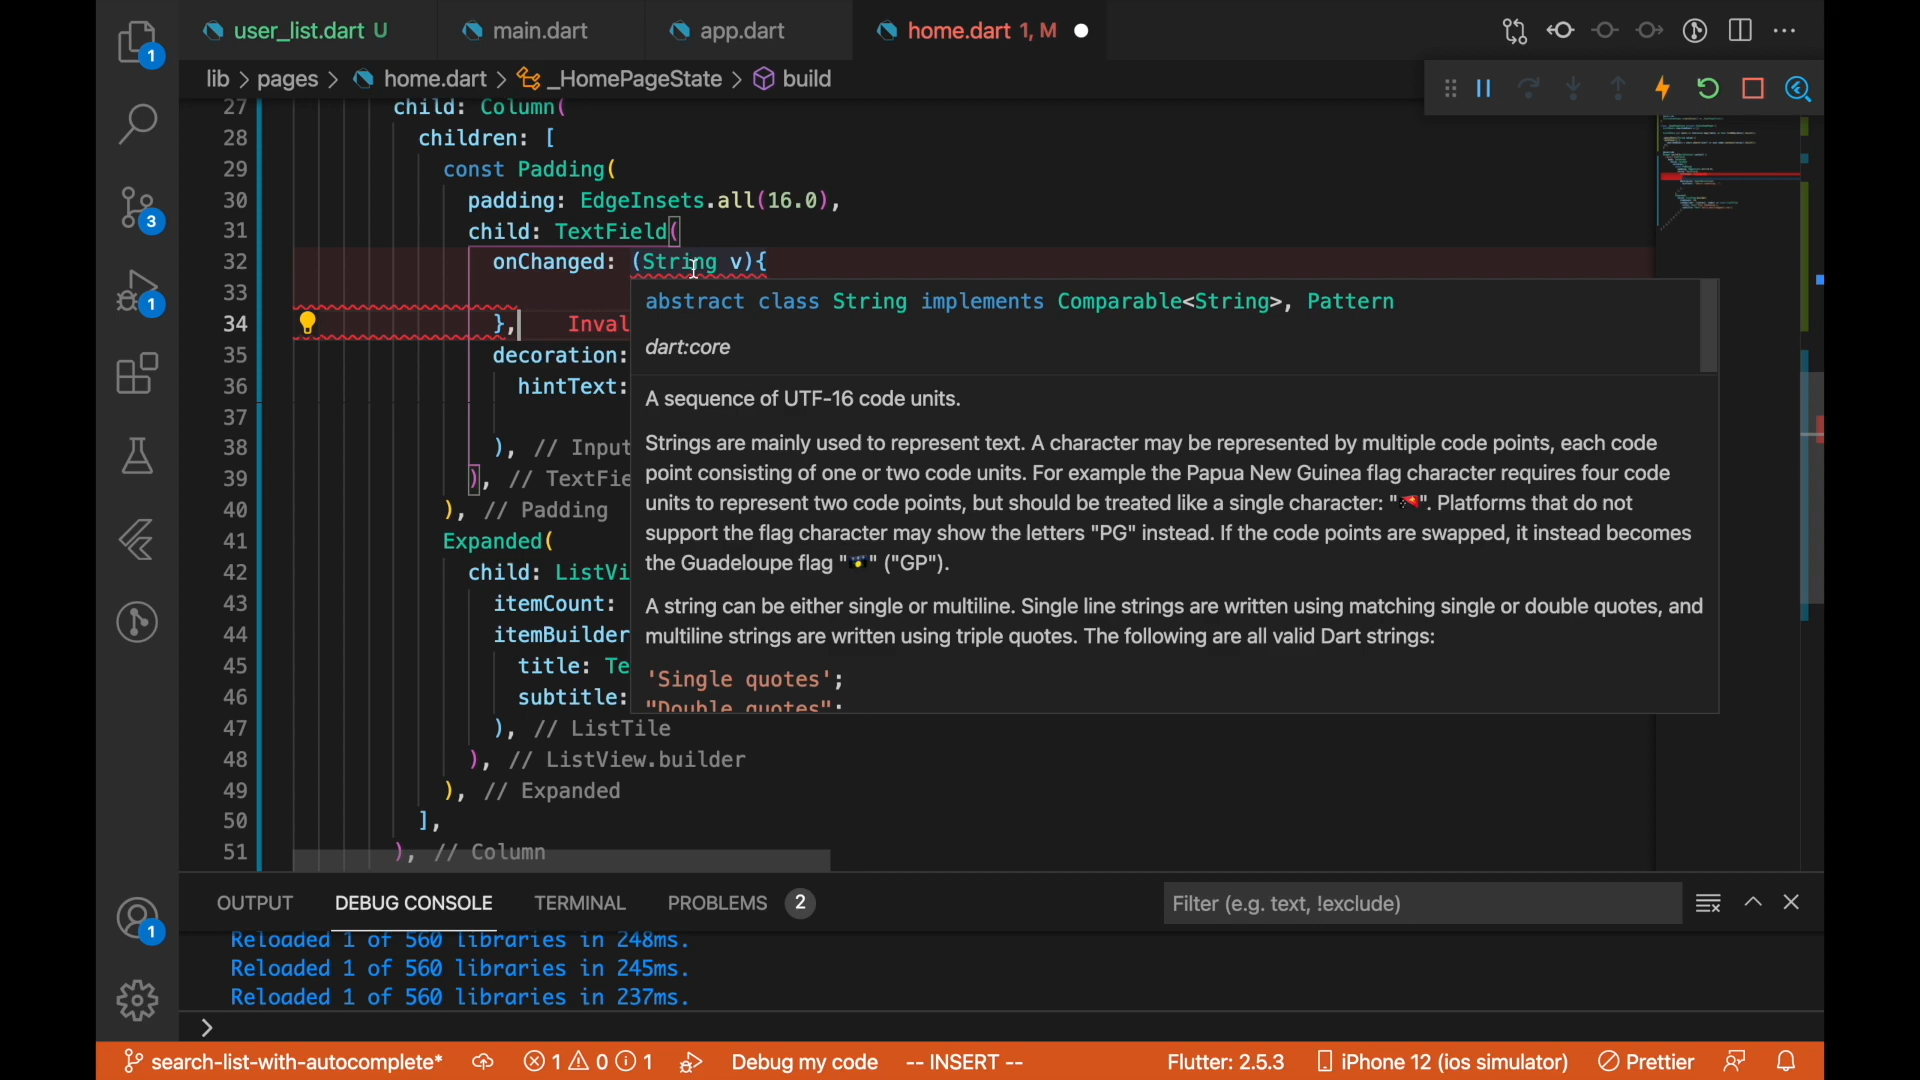 user_list.dart U
main.dart
app.dart
home.dart 1, M
lib > pages > home.dart > _HomePageState > build
1
3
1
1
27 child: Column(
28 children: [
29 const Padding(
30 padding: EdgeInsets.all(16.0),
31 child: TextField(
32 onChanged: (String v){
33
34 }, Inval
35 decoration:
36 hintText:
37
38 ), // Input
39 ), // TextFie
40 ), // Padding
41 Expanded(
42 child: ListVi
43 itemCount:
44 itemBuilder
45 title: Te
46 subtitle:
47 ), // ListTile
48 ), // ListView.builder
49 ), // Expanded
50 ],
51 ), // Column
abstract class String implements Comparable<String>, Pattern
dart:core
A sequence of UTF-16 code units.
Strings are mainly used to represent text. A character may be represented by multiple code points, each code
point consisting of one or two code units. For example the Papua New Guinea flag character requires four code
units to represent two code points, but should be treated like a single character: "🇵🇬". Platforms that do not
support the flag character may show the letters "PG" instead. If the code points are swapped, it instead becomes
the Guadeloupe flag "🇬🇵" ("GP").
A string can be either single or multiline. Single line strings are written using matching single or double quotes, and
multiline strings are written using triple quotes. The following are all valid Dart strings:
'Single quotes';
"Double quotes";
OUTPUT DEBUG CONSOLE TERMINAL PROBLEMS 2
Filter (e.g. text, !exclude)
Reloaded 1 of 560 libraries in 248ms.
Reloaded 1 of 560 libraries in 245ms.
Reloaded 1 of 560 libraries in 237ms.
>
search-list-with-autocomplete* 1 0 1 Debug my code -- INSERT -- Flutter: 2.5.3 iPhone 12 (ios simulator) Prettier